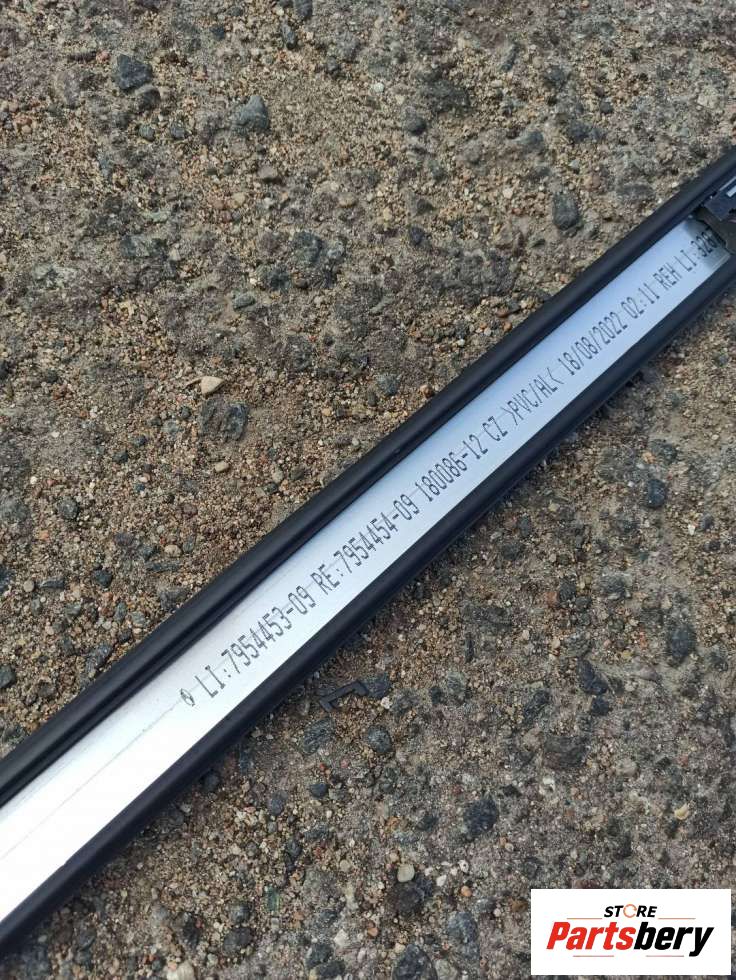 LI:7954453-09 RE:7954454-09 180086-12 CZ >PVC/AL< 18/08/2022 02:11 REH LI:
STORE
Partsbery